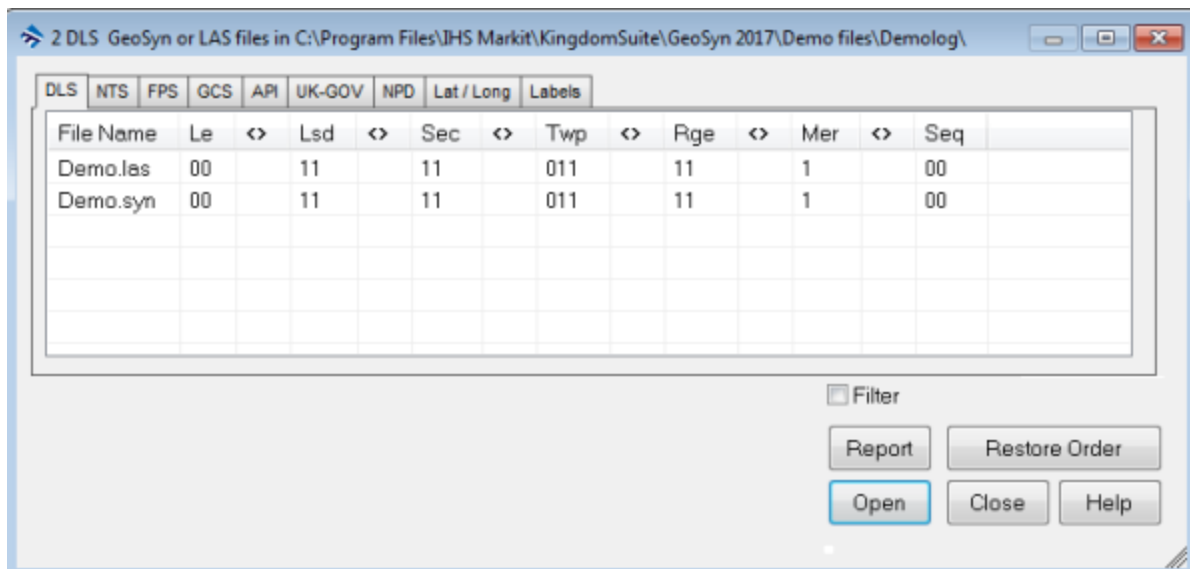 2 DLS GeoSyn or LAS files in C:\Program Files\IHS Markit\KingdomSuite\GeoSyn 2017\Demo files\Demolog\
DLS NTS FPS GCS API UK-GOV NPD Lat / Long Labels
File Name Le <> Lsd <> Sec <> Twp <> Rge <> Mer <> Seq
Demo.las 00 11 11 011 11 1 00
Demo.syn 00 11 11 011 11 1 00
Filter
Report Restore Order
Open Close Help